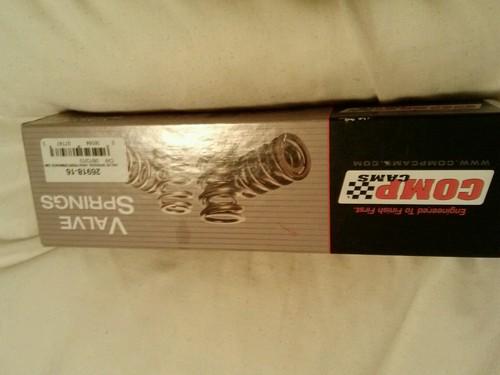 VALVE
SPRINGS
26918-16
COMP
CAMS
Engineered To Finish First.
WWW.COMPCAMS.COM